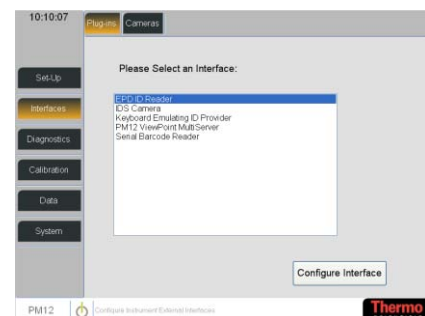 10:10:07
Plug-ins Cameras
Please Select an Interface:
Set-Up
Interfaces
Diagnostics
Calibration
Data
System
EPD ID Reader
IDS Camera
Keyboard Emulating ID Provider
PM12 ViewPoint MultiServer
Serial Barcode Reader
Configure Interface
PM12
Configure Instrument External Interfaces
Thermo